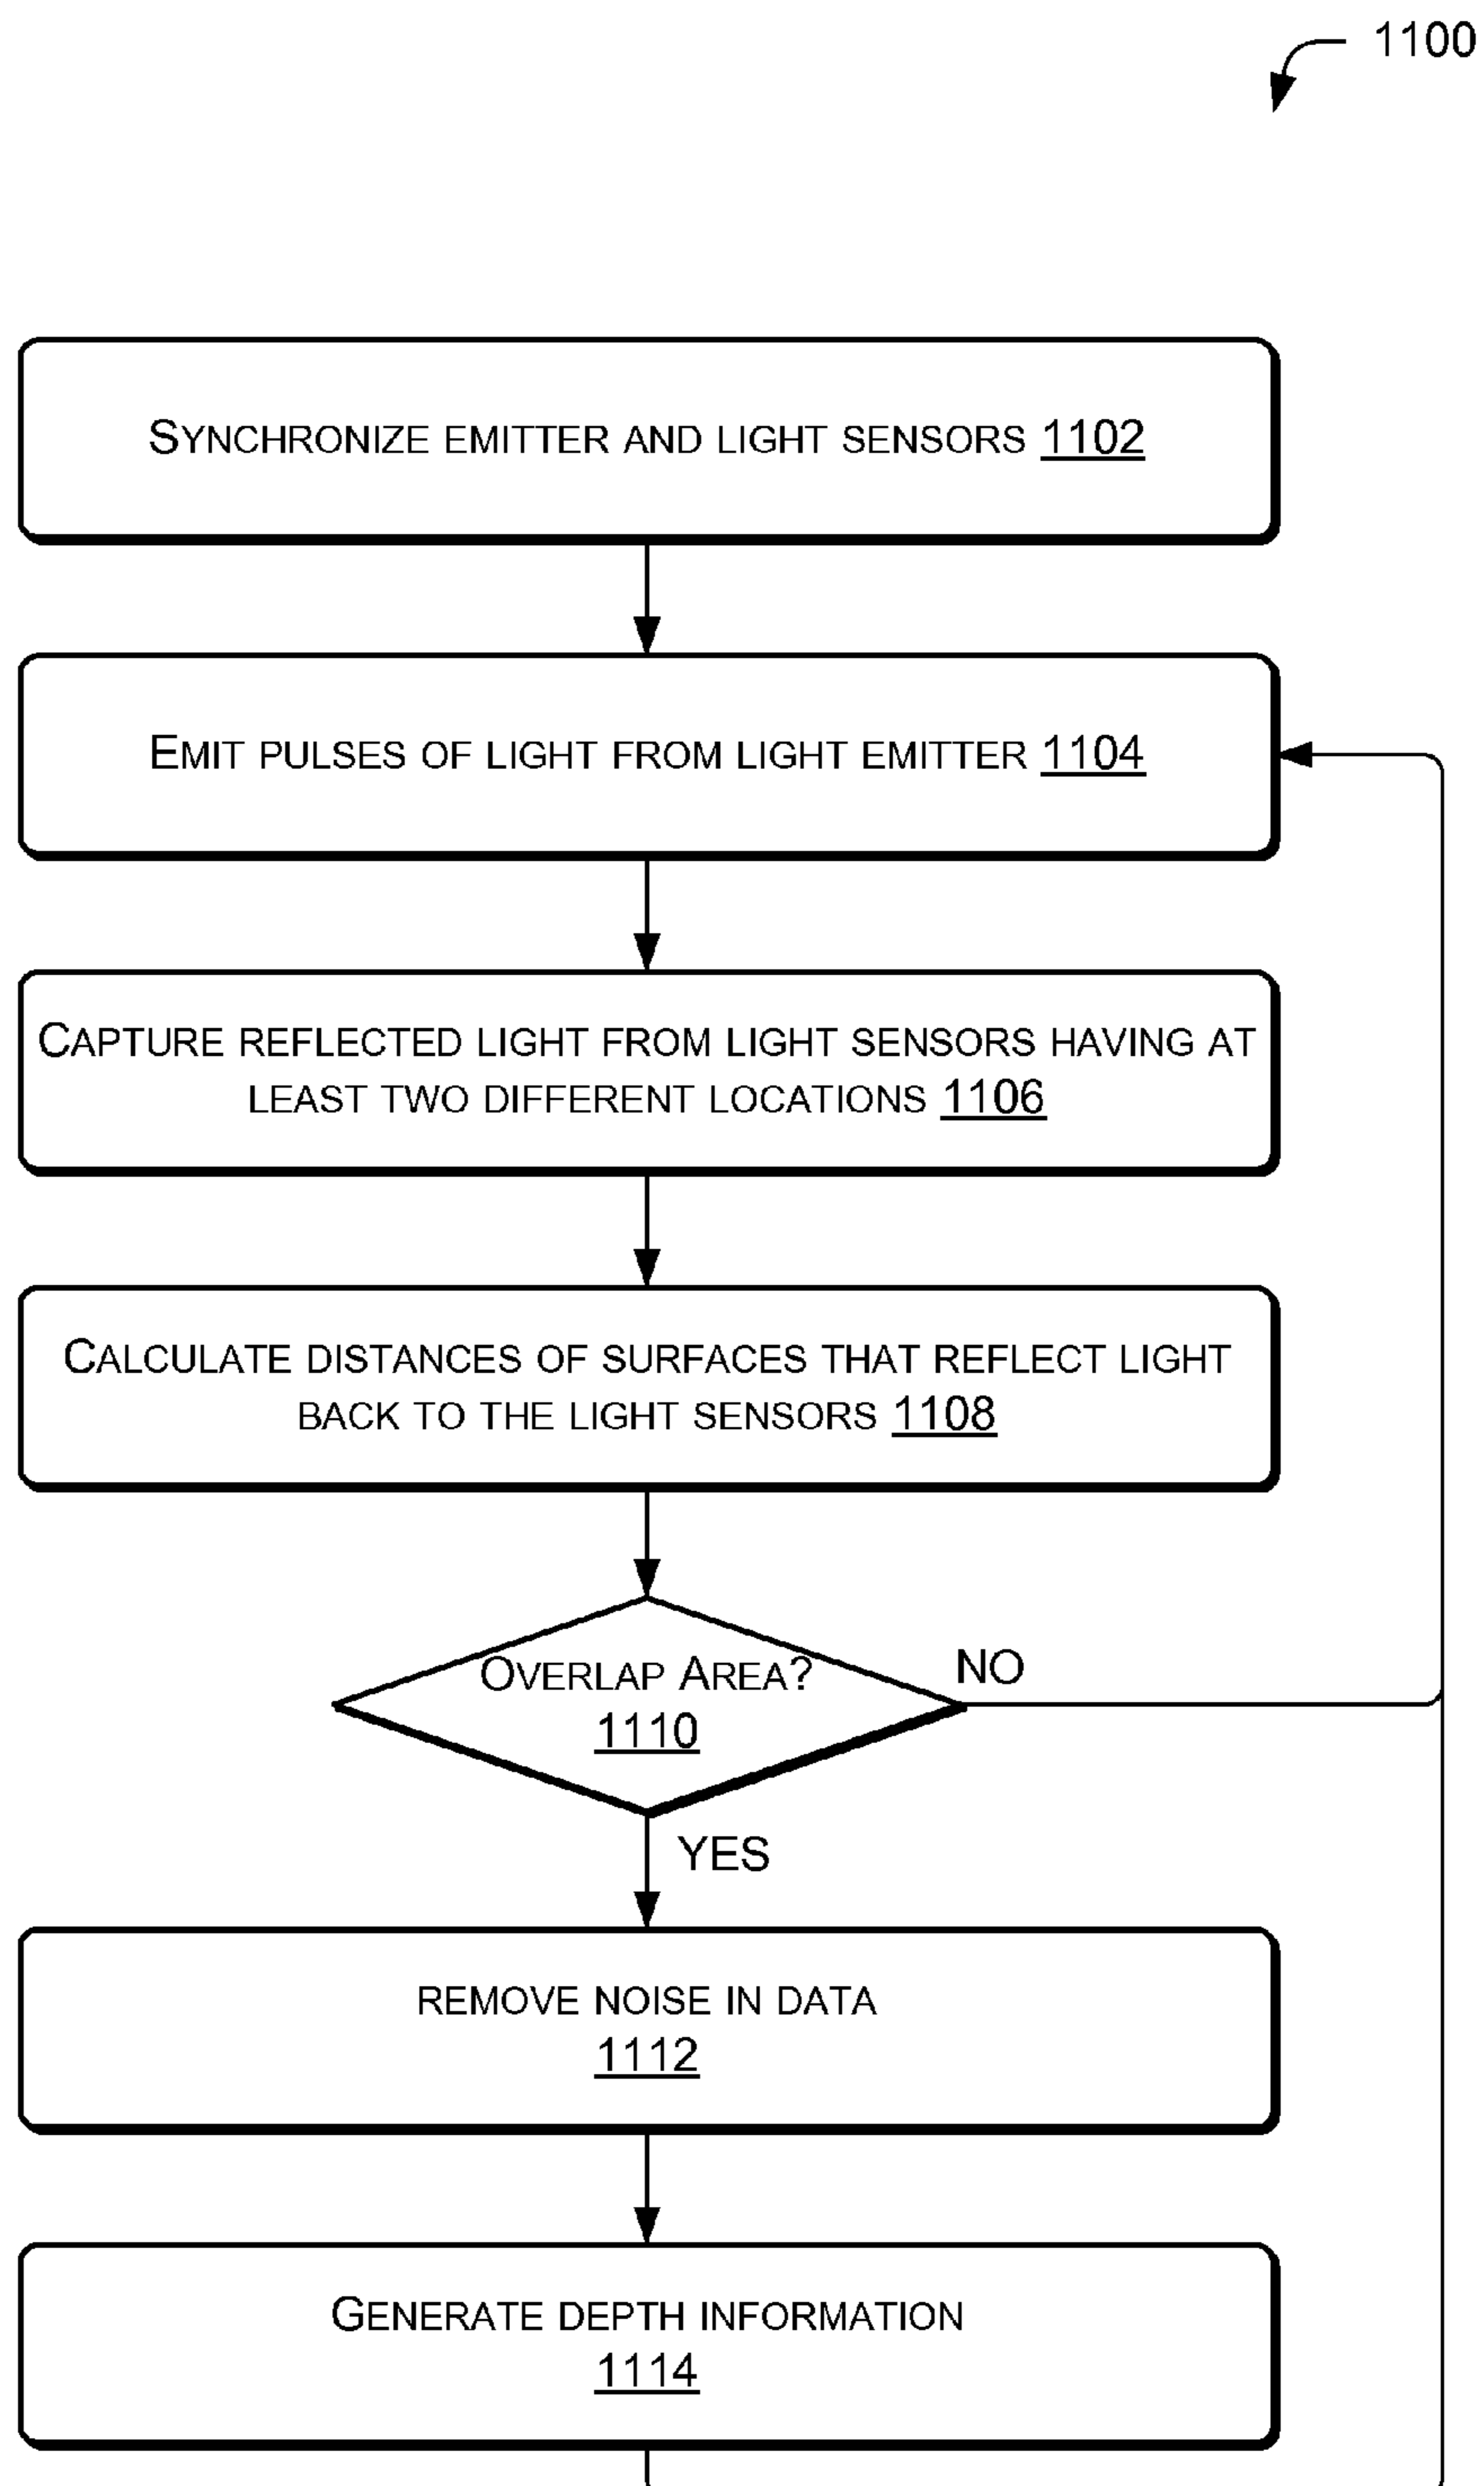 1100
SYNCHRONIZE EMITTER AND LIGHT SENSORS 1102
EMIT PULSES OF LIGHT FROM LIGHT EMITTER 1104
CAPTURE REFLECTED LIGHT FROM LIGHT SENSORS HAVING AT
LEAST TWO DIFFERENT LOCATIONS 1106
CALCULATE DISTANCES OF SURFACES THAT REFLECT LIGHT
BACK TO THE LIGHT SENSORS 1108
OVERLAP AREA?
1110
NO
YES
REMOVE NOISE IN DATA
1112
GENERATE DEPTH INFORMATION
1114